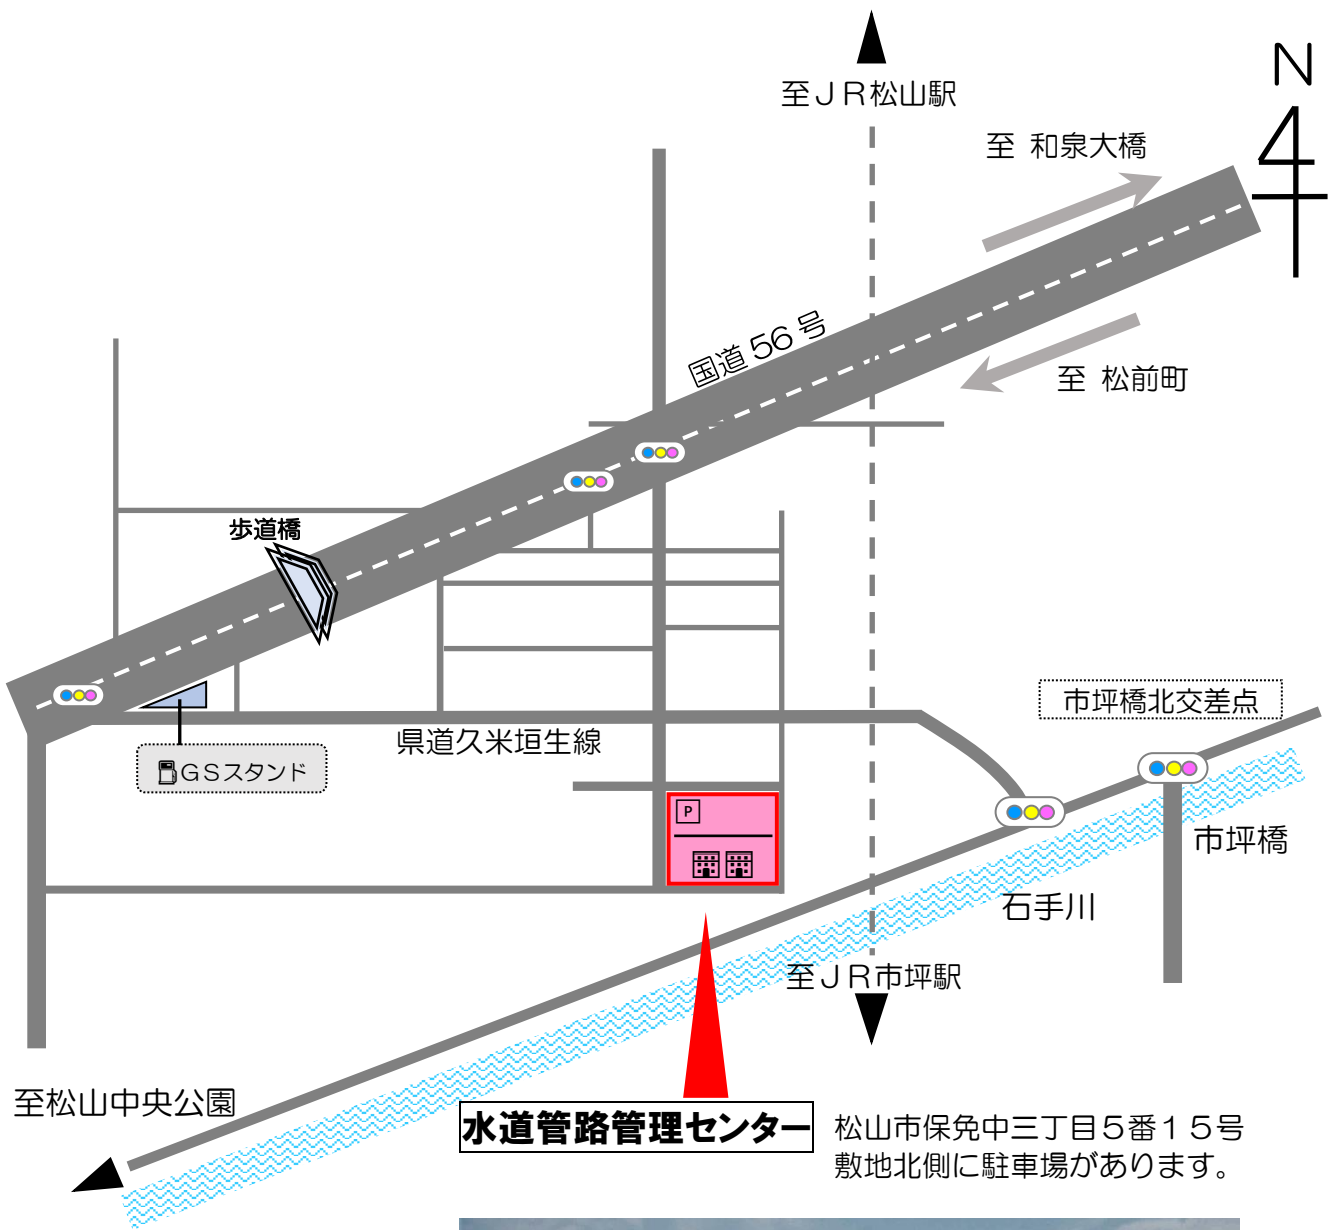 N
至ＪＲ松山駅
至 和泉大橋
国道 56 号
至 松前町
歩道橋
市坪橋北交差点
県道久米垣生線
ＧＳスタンド
P
市坪橋
石手川
至ＪＲ市坪駅
至松山中央公園
水道管路管理センター
松山市保免中三丁目５番１５号
敷地北側に駐車場があります。